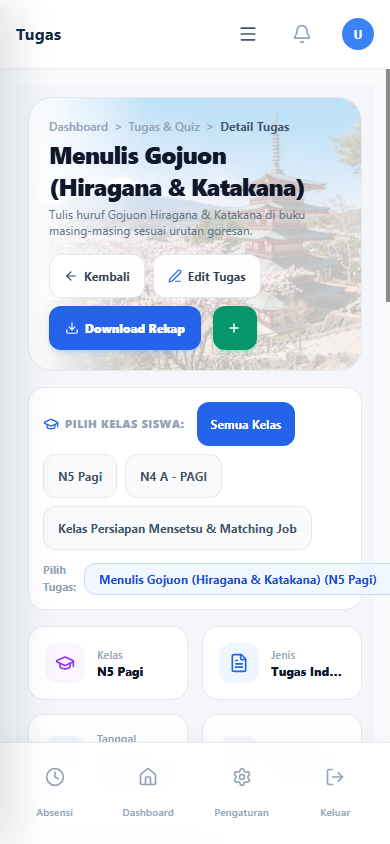 Tugas
U
Dashboard > Tugas & Quiz > Detail Tugas
Menulis Gojuon
(Hiragana & Katakana)
Tulis huruf Gojuon Hiragana & Katakana di buku
masing-masing sesuai urutan goresan.
Kembali
Edit Tugas
Download Rekap
+
PILIH KELAS SISWA:
Semua Kelas
N5 Pagi
N4 A - PAGI
Kelas Persiapan Mensetsu & Matching Job
Pilih
Tugas:
Menulis Gojuon (Hiragana & Katakana) (N5 Pagi)
Kelas
N5 Pagi
Jenis
Tugas Ind...
Tanggal
Absensi
Dashboard
Pengaturan
Keluar